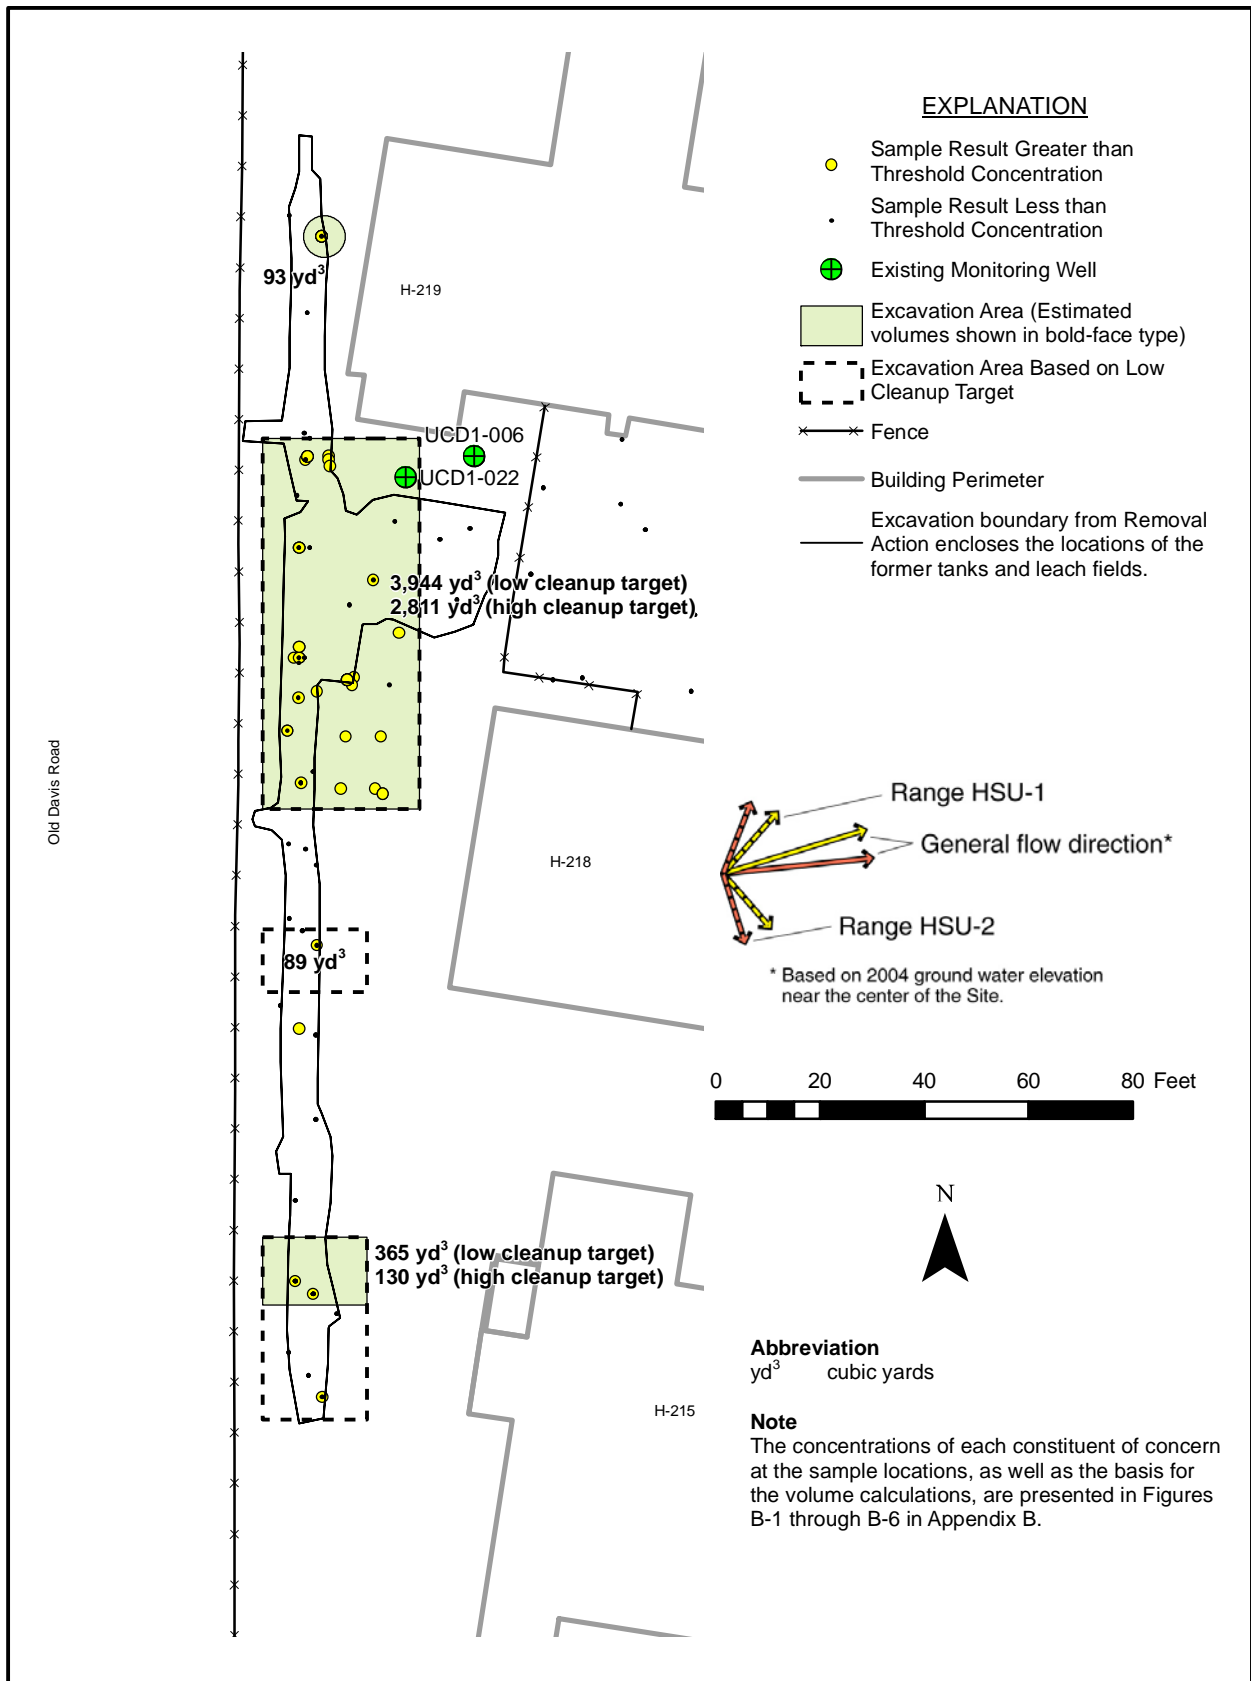 EXPLANATION
Sample Result Greater than
Threshold Concentration
Sample Result Less than
Threshold Concentration
Existing Monitoring Well
Excavation Area (Estimated
volumes shown in bold-face type)
Excavation Area Based on Low
Cleanup Target
Fence
Building Perimeter
Excavation boundary from Removal
Action encloses the locations of the
former tanks and leach fields.
93 yd³
H-219
UCD1-006
UCD1-022
3,944 yd³ (low cleanup target)
2,811 yd³ (high cleanup target)
Old Davis Road
H-218
89 yd³
Range HSU-1
General flow direction*
Range HSU-2
* Based on 2004 ground water elevation
near the center of the Site.
0 20 40 60 80 Feet
N
365 yd³ (low cleanup target)
130 yd³ (high cleanup target)
H-215
Abbreviation
yd³ cubic yards
Note
The concentrations of each constituent of concern
at the sample locations, as well as the basis for
the volume calculations, are presented in Figures
B-1 through B-6 in Appendix B.